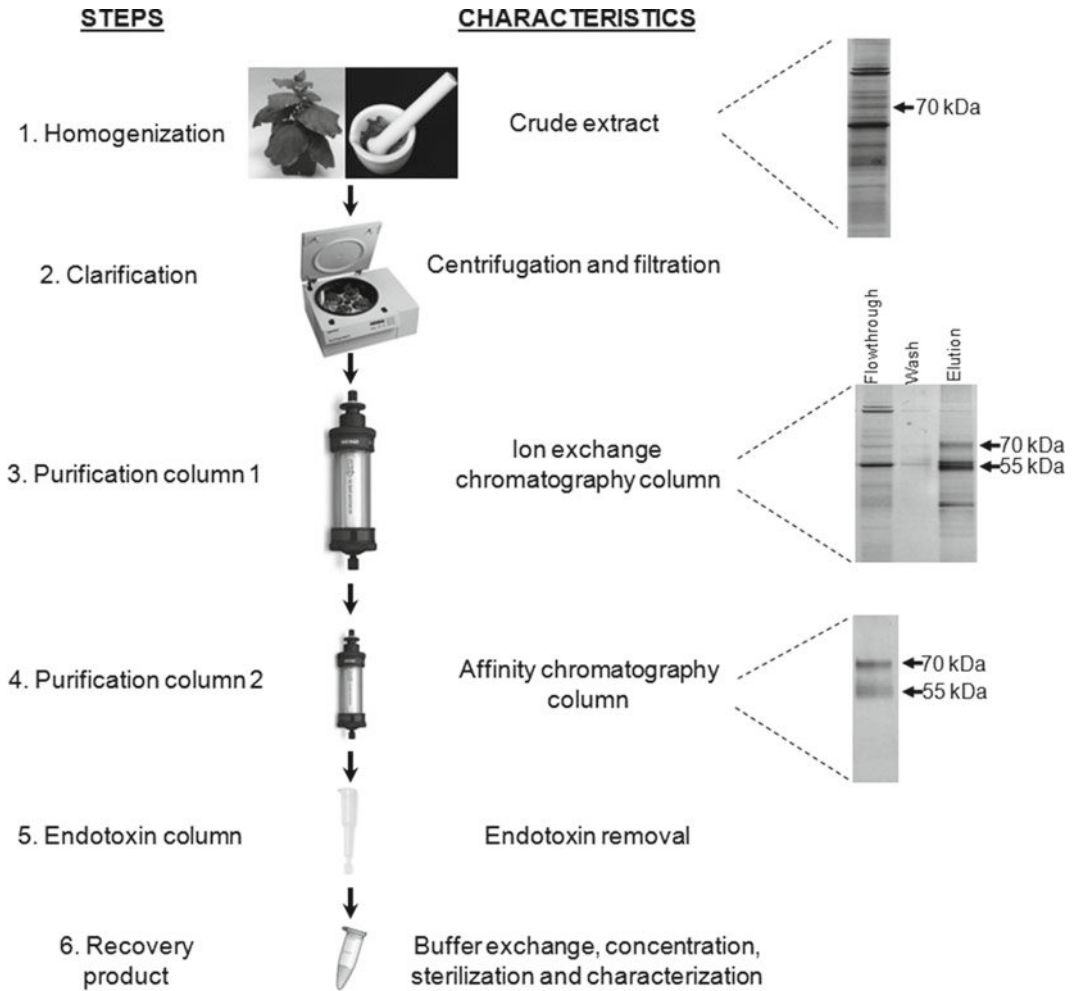 STEPS
CHARACTERISTICS
1. Homogenization
Crude extract
70 kDa
2. Clarification
Centrifugation and filtration
Flowthrough
Wash
Elution
3. Purification column 1
Ion exchange
chromatography column
70 kDa
55 kDa
4. Purification column 2
Affinity chromatography
column
70 kDa
55 kDa
5. Endotoxin column
Endotoxin removal
6. Recovery
product
Buffer exchange, concentration,
sterilization and characterization